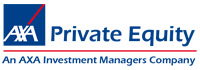 AXA Private Equity
An AXA Investment Managers Company